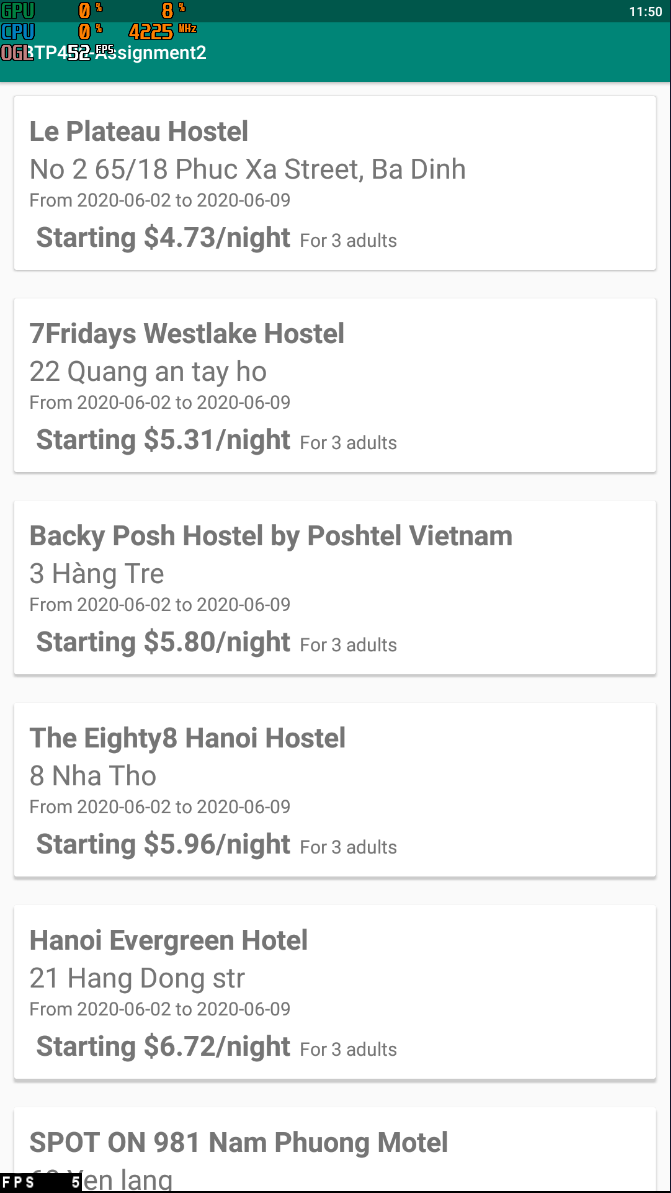 GPU 0 % 8 %
11:50
CPU 0 % 4225 MHz
OGL 52 FPS
Assignment2
Le Plateau Hostel
No 2 65/18 Phuc Xa Street, Ba Dinh
From 2020-06-02 to 2020-06-09
Starting $4.73/night For 3 adults
7Fridays Westlake Hostel
22 Quang an tay ho
From 2020-06-02 to 2020-06-09
Starting $5.31/night For 3 adults
Backy Posh Hostel by Poshtel Vietnam
3 Hàng Tre
From 2020-06-02 to 2020-06-09
Starting $5.80/night For 3 adults
The Eighty8 Hanoi Hostel
8 Nha Tho
From 2020-06-02 to 2020-06-09
Starting $5.96/night For 3 adults
Hanoi Evergreen Hotel
21 Hang Dong str
From 2020-06-02 to 2020-06-09
Starting $6.72/night For 3 adults
SPOT ON 981 Nam Phuong Motel
Yen lang
FPS 5